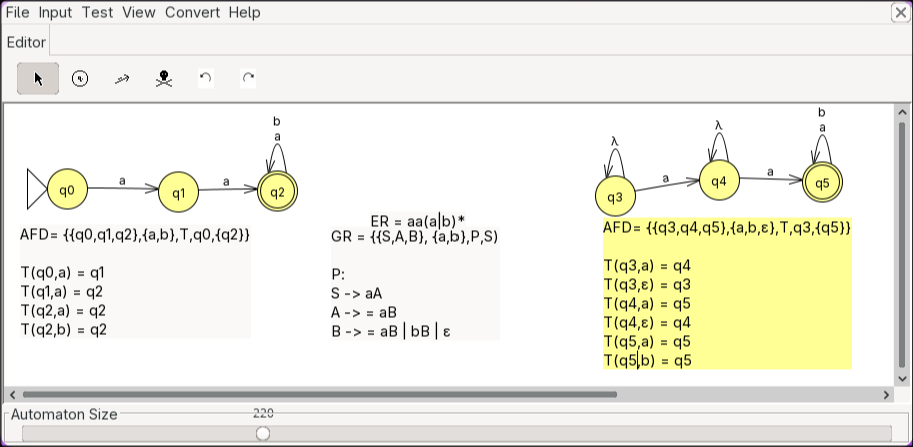 File Input Test View Convert Help
Editor
b
a
a
a
q0
q1
q2
AFD= {{q0,q1,q2},{a,b},T,q0,{q2}}
T(q0,a) = q1
T(q1,a) = q2
T(q2,a) = q2
T(q2,b) = q2
ER = aa(a|b)*
GR = {{S,A,B}, {a,b},P,S)
P:
S -> aA
A -> = aB
B -> = aB | bB | ε
b
a
λ
λ
a
a
q3
q4
q5
AFD= {{q3,q4,q5},{a,b,ε},T,q3,{q5}}
T(q3,a) = q4
T(q3,ε) = q3
T(q4,a) = q5
T(q4,ε) = q4
T(q5,a) = q5
T(q5,b) = q5
Automaton Size
220